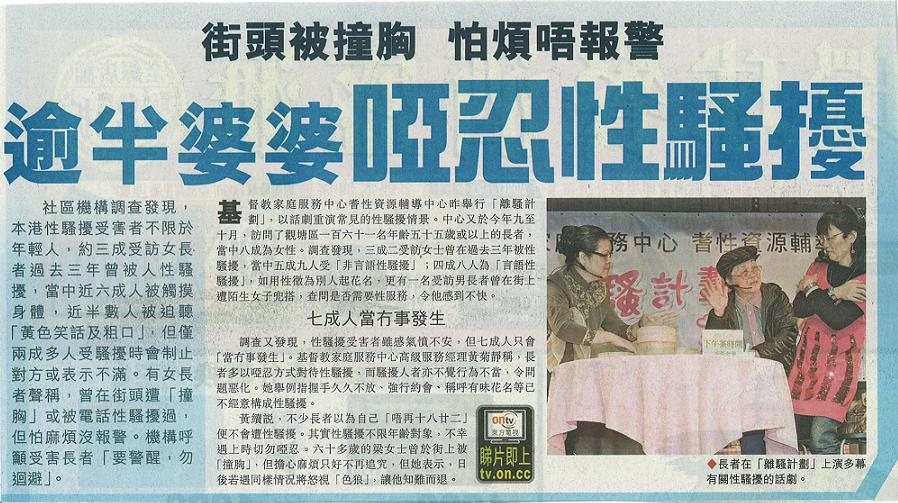 街頭被撞胸　怕煩唔報警
逾半婆婆啞忍性騷擾
社區機構調查發現，
本港性騷擾受害者不限於
年輕人，約三成受訪女長
者過去三年曾被人性騷
擾，當中近六成人被觸摸
身體，近半數人被迫聽
「黃色笑話及粗口」，但僅
兩成多人受騷擾時會制止
對方或表示不滿。有女長
者聲稱，曾在街頭遭「撞
胸」或被電話性騷擾過，
但怕麻煩沒報警。機構呼
籲受害長者「要警醒，勿
迴避」。
基督教家庭服務中心耆性資源輔導中心昨舉行「離騷計
劃」，以話劇重演常見的性騷擾情景。中心又於今年九至
十月，訪問了觀塘區一百六十一名年齡五十五歲或以上的長者，
當中八成為女性。調查發現，三成二受訪女士曾在過去三年被性
騷擾，當中五成九人受「非言語性騷擾」；四成八人為「言語性
騷擾」，如用性徵為別人起花名，更有一名受訪男長者曾在街上
遭陌生女子兜搭，查問是否需要性服務，令他感到不快。
七成人當冇事發生
調查又發現，性騷擾受害者雖感氣憤不安，但七成人只會
「當冇事發生」。基督教家庭服務中心高級服務經理黃菊靜稱，長
者多以啞忍方式對待性騷擾，而騷擾人者亦不覺行為不當，令問
題惡化。她舉例指握手久久不放、強行約會、稱呼有味花名等已
不經意構成性騷擾。
黃續說，不少長者以為自己「唔再十八廿二」
便不會遭性騷擾。其實性騷擾不限年齡對象，不幸
遇上時切勿啞忍。六十多歲的梁女士曾於街上被
「撞胸」，但擔心麻煩只好不再追究，但她表示，日
後若遇同樣情況將怒視「色狼」，讓他知難而退。
ontv
東方電視
睇片即上
tv.on.cc
務中心 耆性資源輔
騷計劃
下午茶時間
◆長者在「離騷計劃」上演多幕
有關性騷擾的話劇。